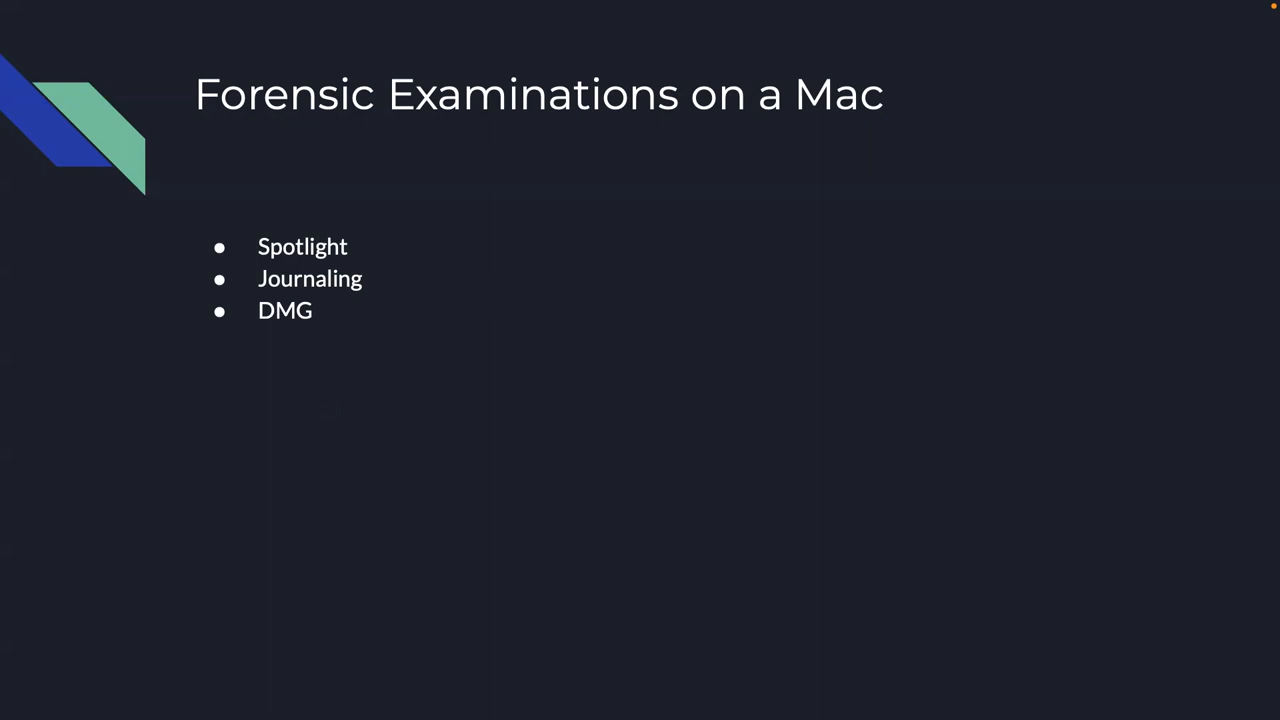 Forensic Examinations on a Mac
● Spotlight
● Journaling
● DMG